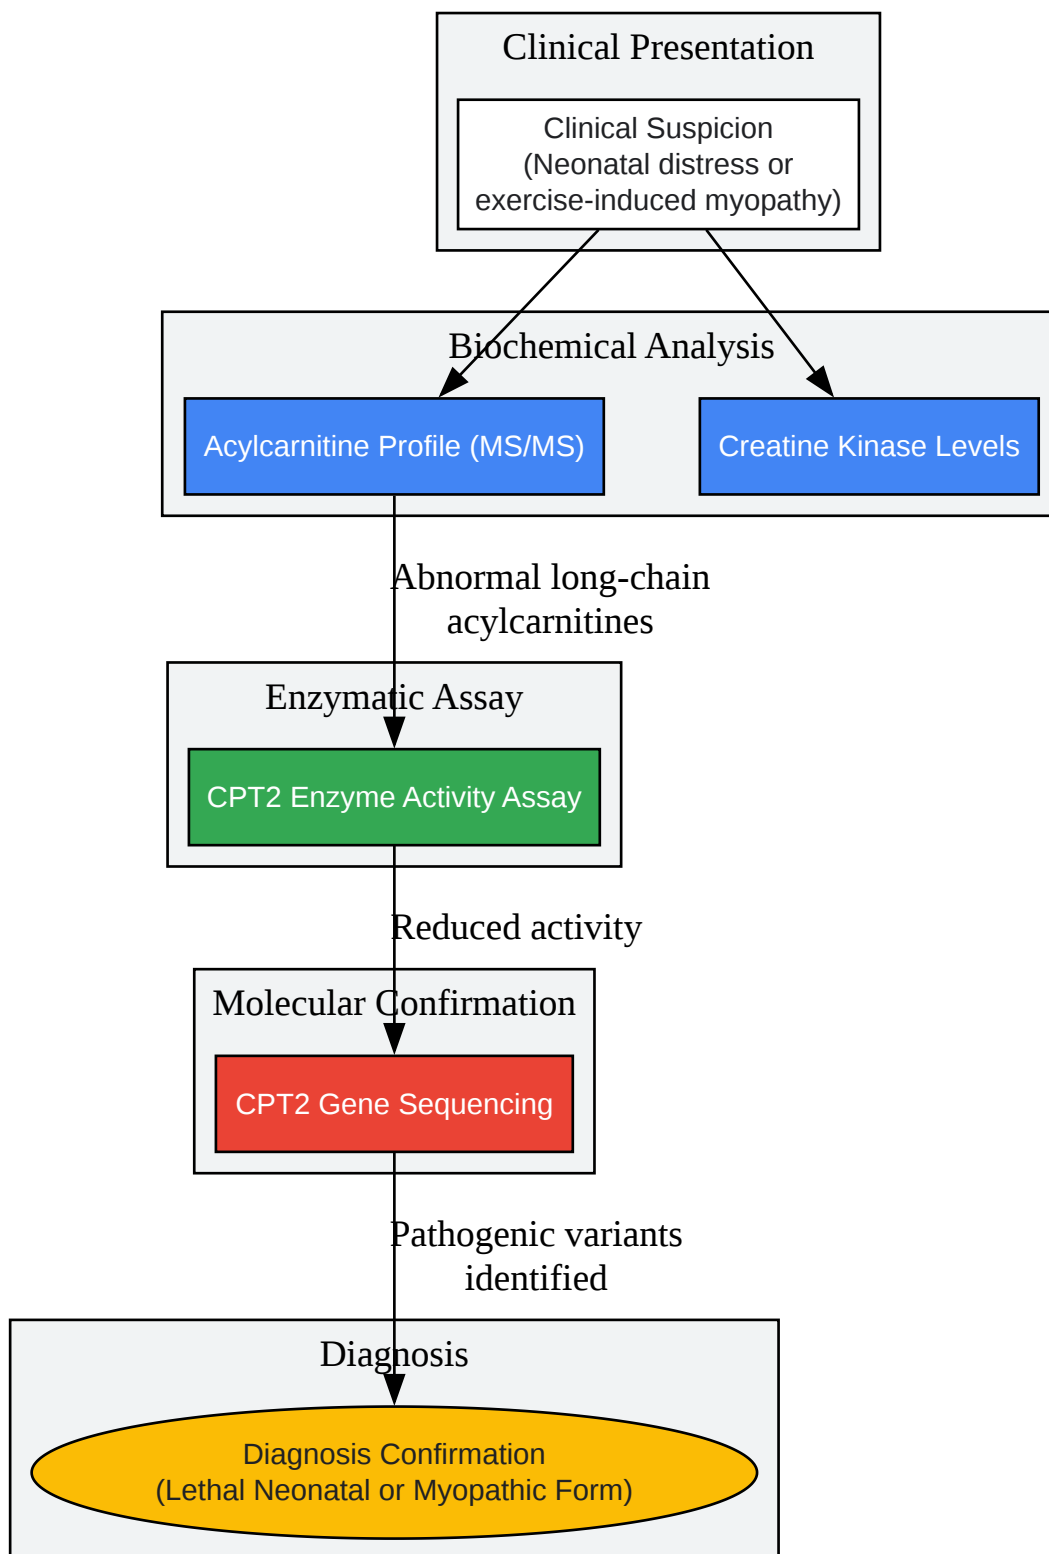 Clinical Presentation
Clinical Suspicion
(Neonatal distress or
exercise-induced myopathy)
Biochemical Analysis
Acylcarnitine Profile (MS/MS)
Creatine Kinase Levels
Abnormal long-chain
acylcarnitines
Enzymatic Assay
CPT2 Enzyme Activity Assay
Reduced activity
Molecular Confirmation
CPT2 Gene Sequencing
Pathogenic variants
identified
Diagnosis
Diagnosis Confirmation
(Lethal Neonatal or Myopathic Form)